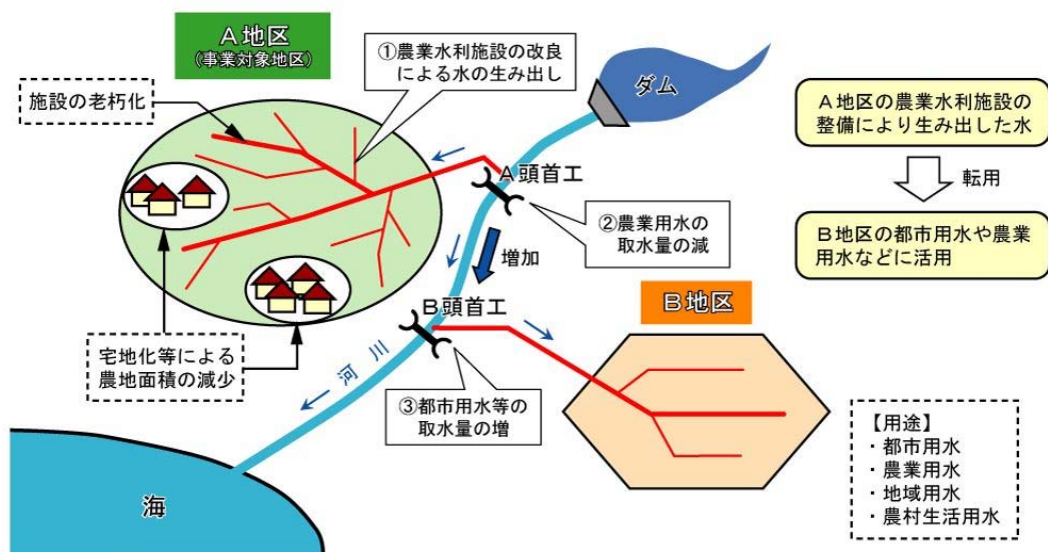 A地区
(事業対象地区)
①農業水利施設の改良
による水の生み出し
ダム
施設の老朽化
A地区の農業水利施設の
整備により生み出した水
転用
B地区の都市用水や農業
用水などに活用
A頭首工
②農業用水の
取水量の減
増加
B頭首工
B地区
宅地化等による
農地面積の減少
河川
③都市用水等の
取水量の増
【用途】
・都市用水
・農業用水
・地域用水
・農村生活用水
海